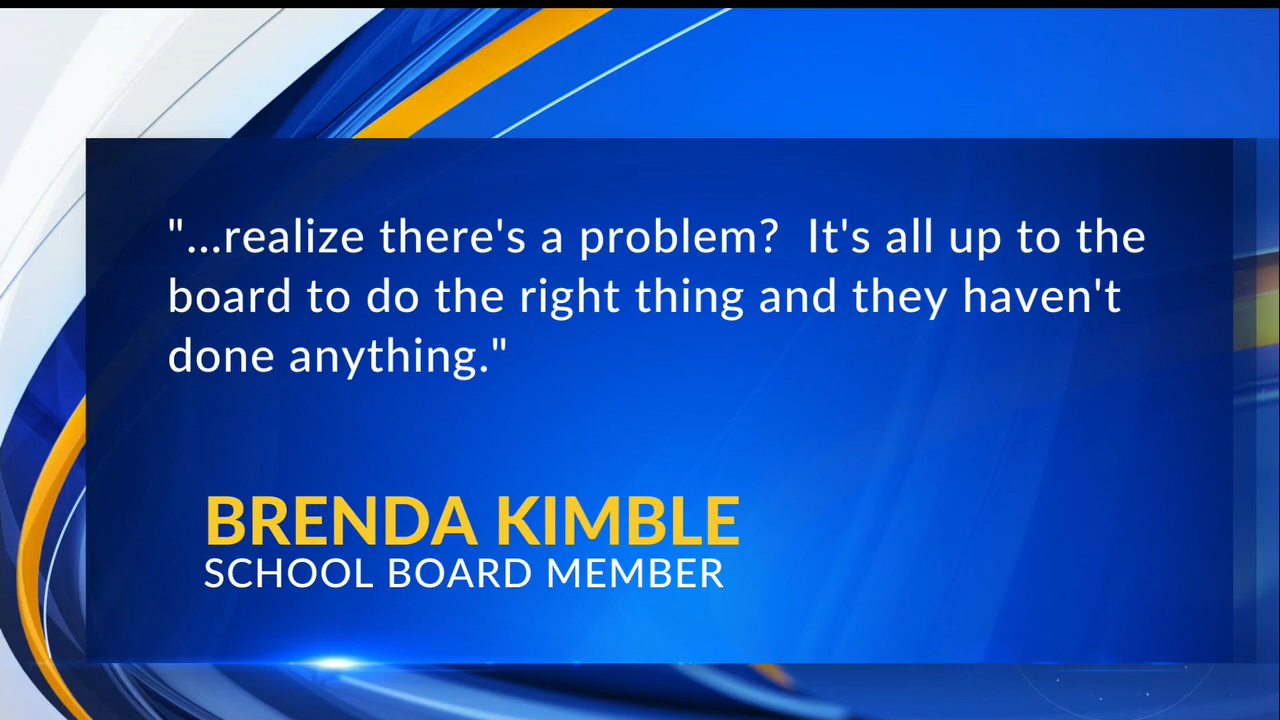 "...realize there's a problem?  It's all up to the
board to do the right thing and they haven't
done anything."
BRENDA KIMBLE
SCHOOL BOARD MEMBER